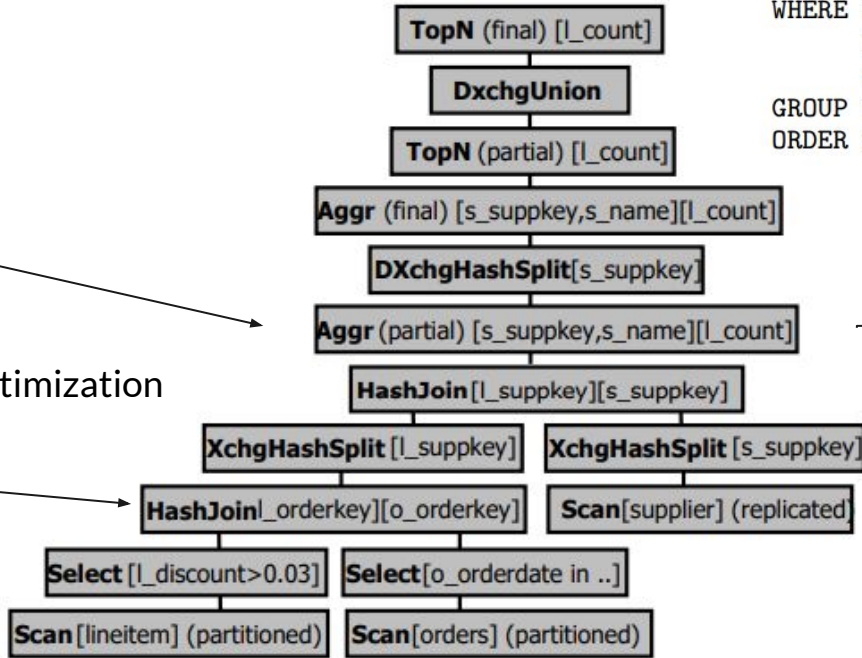 WHERE
GROUP
ORDER
TopN (final) [l_count]
DxchgUnion
TopN (partial) [l_count]
Aggr (final) [s_suppkey,s_name][l_count]
DXchgHashSplit[s_suppkey]
Aggr (partial) [s_suppkey,s_name][l_count]
timization
HashJoin[l_suppkey][s_suppkey]
XchgHashSplit [l_suppkey] XchgHashSplit [s_suppkey]
HashJoinl_orderkey][o_orderkey] Scan[supplier] (replicated)
Select [l_discount>0.03] Select[o_orderdate in ..]
Scan[lineitem] (partitioned) Scan[orders] (partitioned)